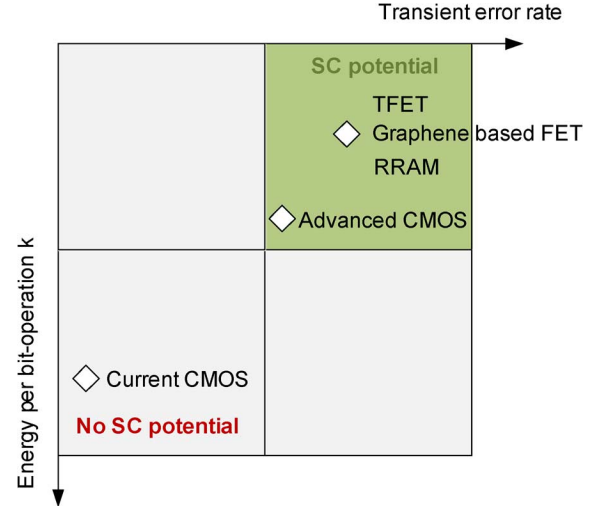 Transient error rate
SC potential
TFET
Graphene based FET
RRAM
Advanced CMOS
Energy per bit-operation k
Current CMOS
No SC potential